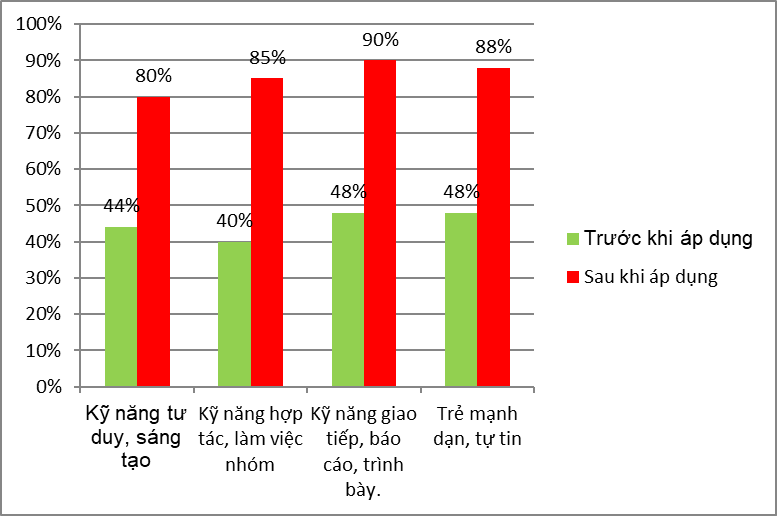 100%
90%
80%
70%
60%
50%
40%
30%
20%
10%
0%
44%
80%
40%
85%
48%
90%
48%
88%
Kỹ năng tư
duy, sáng
tạo
Kỹ năng hợp
tác, làm việc
nhóm
Kỹ năng giao
tiếp, báo
cáo, trình
bày.
Trẻ mạnh
dạn, tự tin
Trước khi áp dụng
Sau khi áp dụng